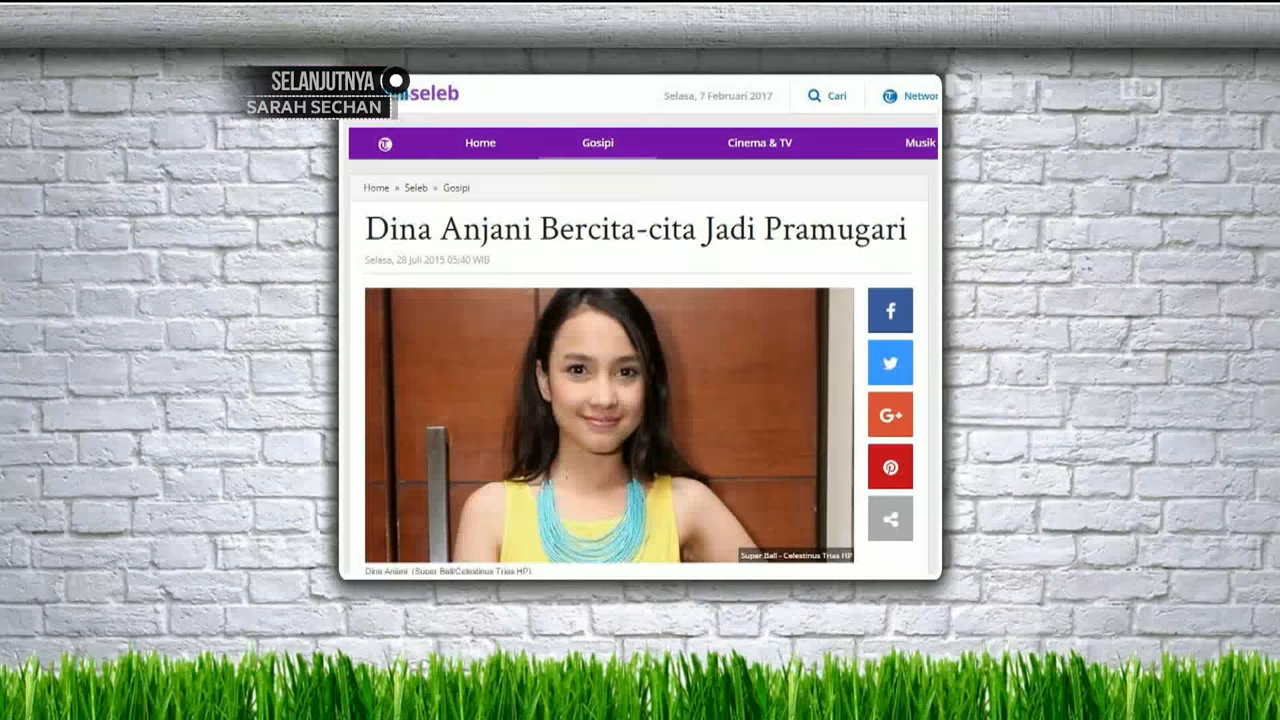 SELANJUTNYA
SARAH SECHAN
seleb
Selasa, 7 Februari 2017
Cari
Networ
Home
Gosipi
Cinema & TV
Musik
Home » Seleb » Gosipi
Dina Anjani Bercita-cita Jadi Pramugari
Selasa, 28 Juli 2015 05:40 WIB
Super Ball - Celestinus Trias HP
Dina Anjani (Super Ball/Celestinus Trias HP)
f
G+